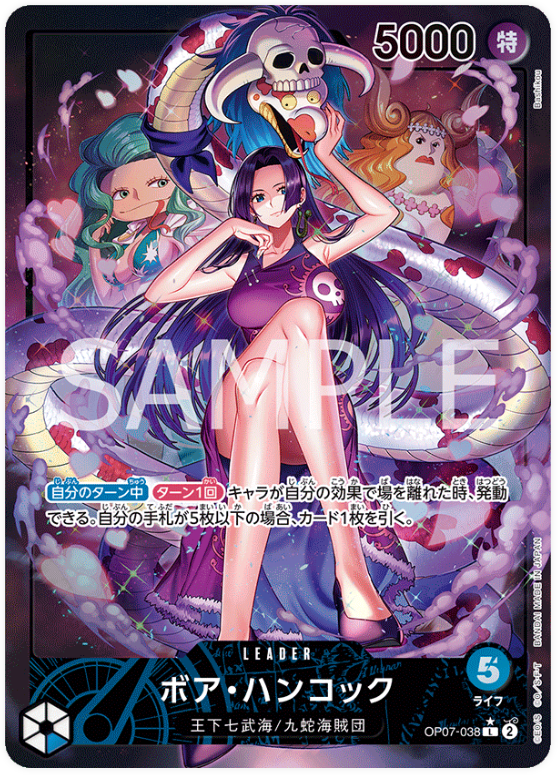 5000 特
Bashikou
SAMPLE
自分のターン中 ターン1回 キャラが自分の効果で場を離れた時、発動
できる。自分の手札が5枚以下の場合、カード1枚を引く。
BANDAI MADE IN JAPAN
LEADER
ボア・ハンコック
5
ライフ
王下七武海/九蛇海賊団
OP07-038 L 2